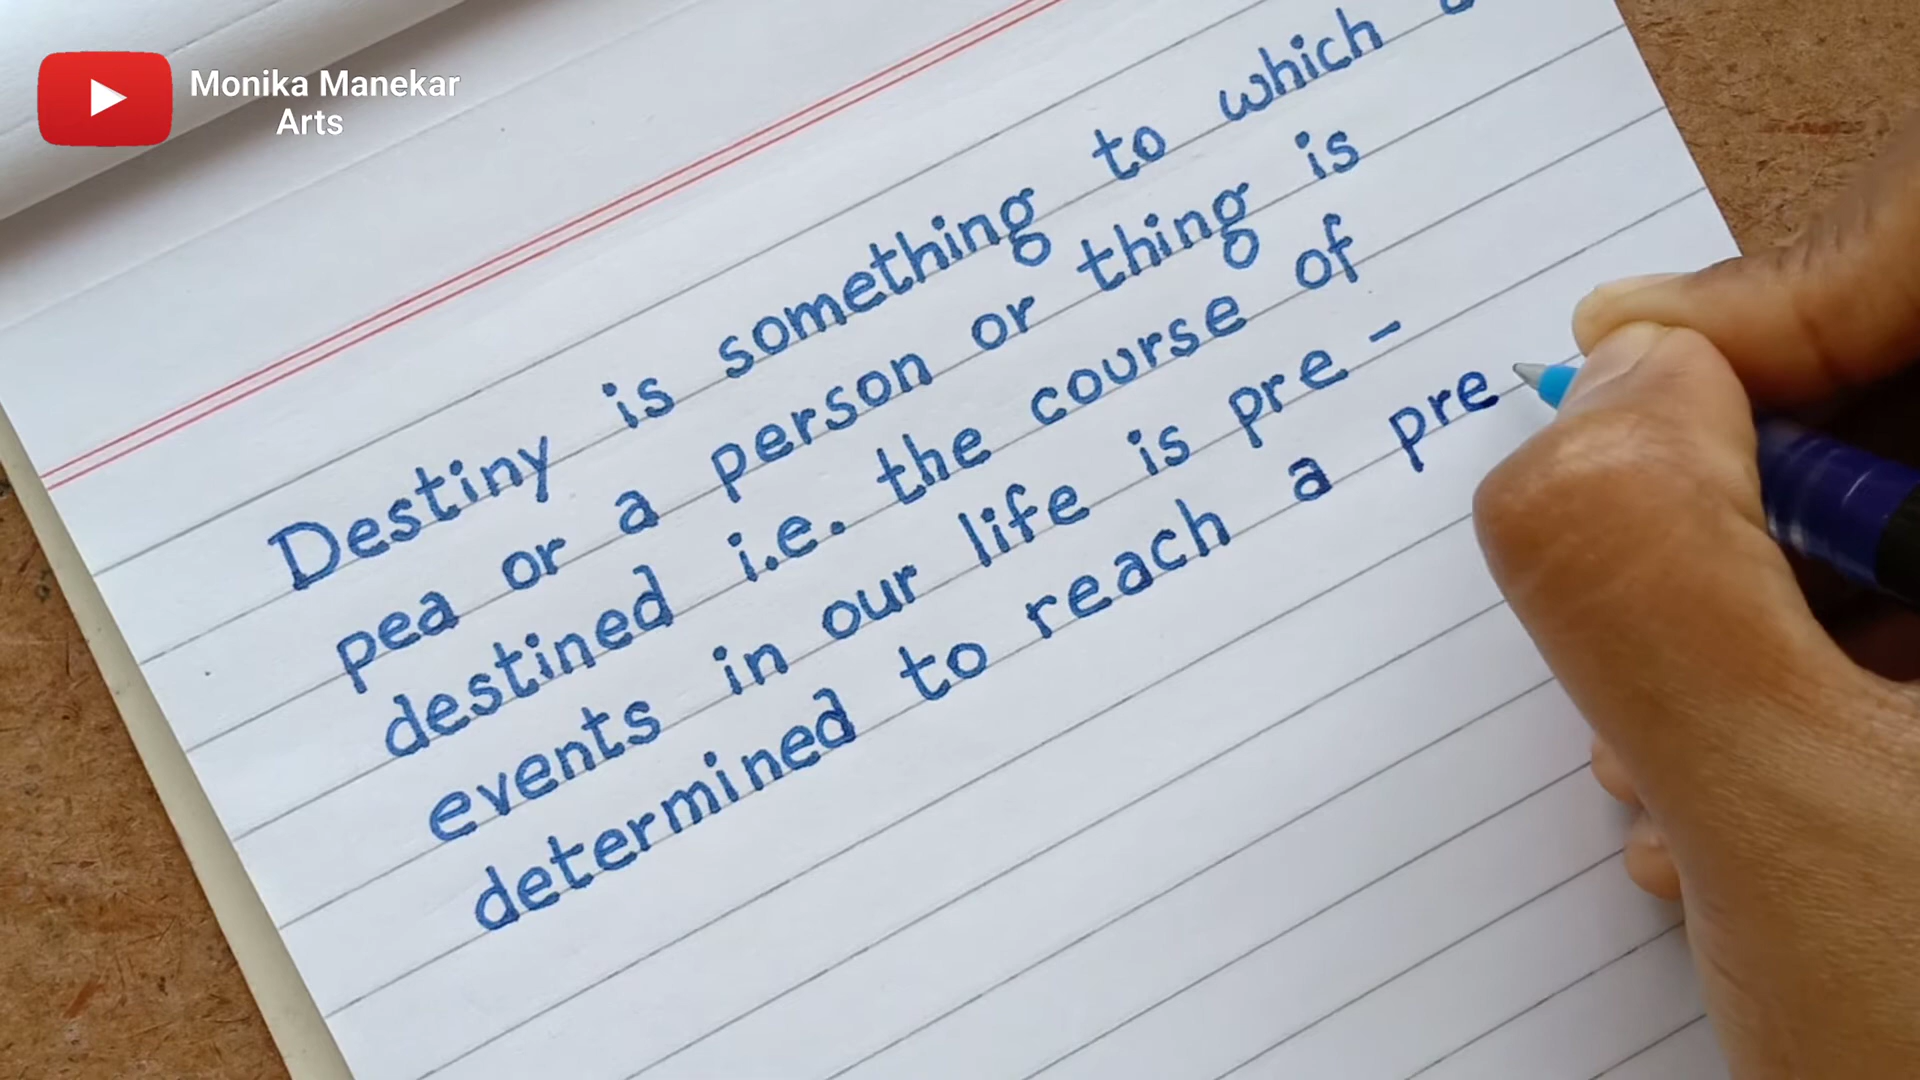 Monika Manekar
Arts
Destiny is something to which
pea or a person or thing is
destined i.e. the course of
events in our life is pre -
determined to reach a pre